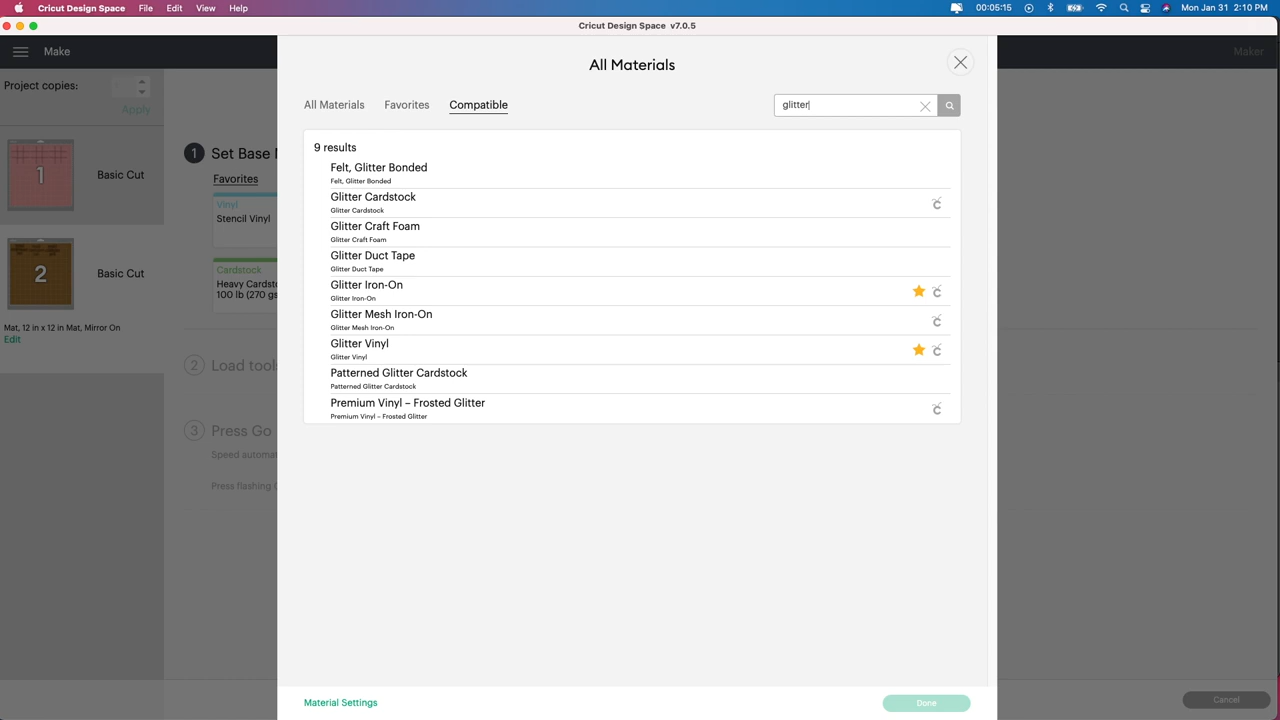 Cricut Design Space File Edit View Help 00:05:15 Mon Jan 31 2:10 PM
Cricut Design Space v7.0.5
Make
Maker
Project copies:
Apply
1
Basic Cut
2
Basic Cut
Mat, 12 in x 12 in Mat, Mirror On
Edit
1 Set Base
Favorites
Vinyl
Stencil Vinyl
Cardstock
Heavy Cardsto
100 lb (270 gs
2 Load tools
3 Press Go
Speed automat
Press flashing
All Materials
All Materials Favorites Compatible
glitter
9 results
Felt, Glitter Bonded
Felt, Glitter Bonded
Glitter Cardstock
Glitter Cardstock
Glitter Craft Foam
Glitter Craft Foam
Glitter Duct Tape
Glitter Duct Tape
Glitter Iron-On
Glitter Iron-On
Glitter Mesh Iron-On
Glitter Mesh Iron-On
Glitter Vinyl
Glitter Vinyl
Patterned Glitter Cardstock
Patterned Glitter Cardstock
Premium Vinyl – Frosted Glitter
Premium Vinyl – Frosted Glitter
Material Settings
Done
Cancel